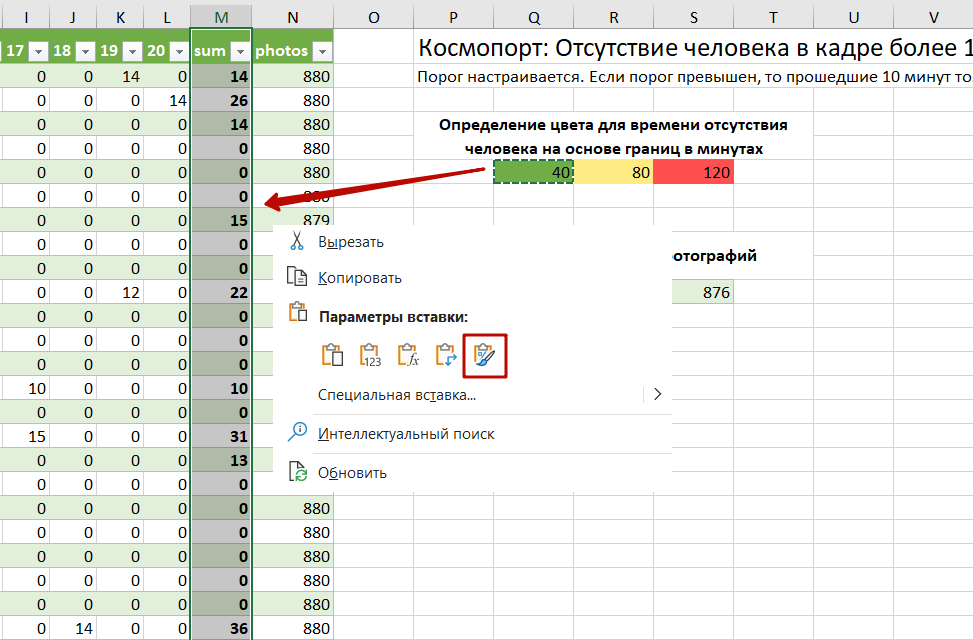 I J K L M N O P Q R S T U V
17 18 19 20 sum photos Космопорт: Отсутствие человека в кадре более 1
0 0 14 0 14 880 Порог настраивается. Если порог превышен, то прошедшие 10 минут то
0 0 0 14 26 880
0 0 0 0 14 880 Определение цвета для времени отсутствия
0 0 0 0 0 880 человека на основе границ в минутах
0 0 0 0 0 880 40 80 120
0 0 0 0 0 880
0 0 0 0 15 879
0 0 0 0 0 Вырезать
0 0 0 0 0 отографий
Копировать
0 0 12 0 22 876
0 0 0 0 0 Параметры вставки:
0 0 0 0 0
0 0 0 0 0 123 fx
10 0 0 0 10 Специальная вставка...
0 0 0 0 0
15 0 0 0 31 Интеллектуальный поиск
0 0 0 0 13
0 0 0 0 0 Обновить
0 0 0 0 0 880
0 0 0 0 0 880
0 0 0 0 0 880
0 0 0 0 0 880
0 0 0 0 0 880
0 14 0 0 36 880